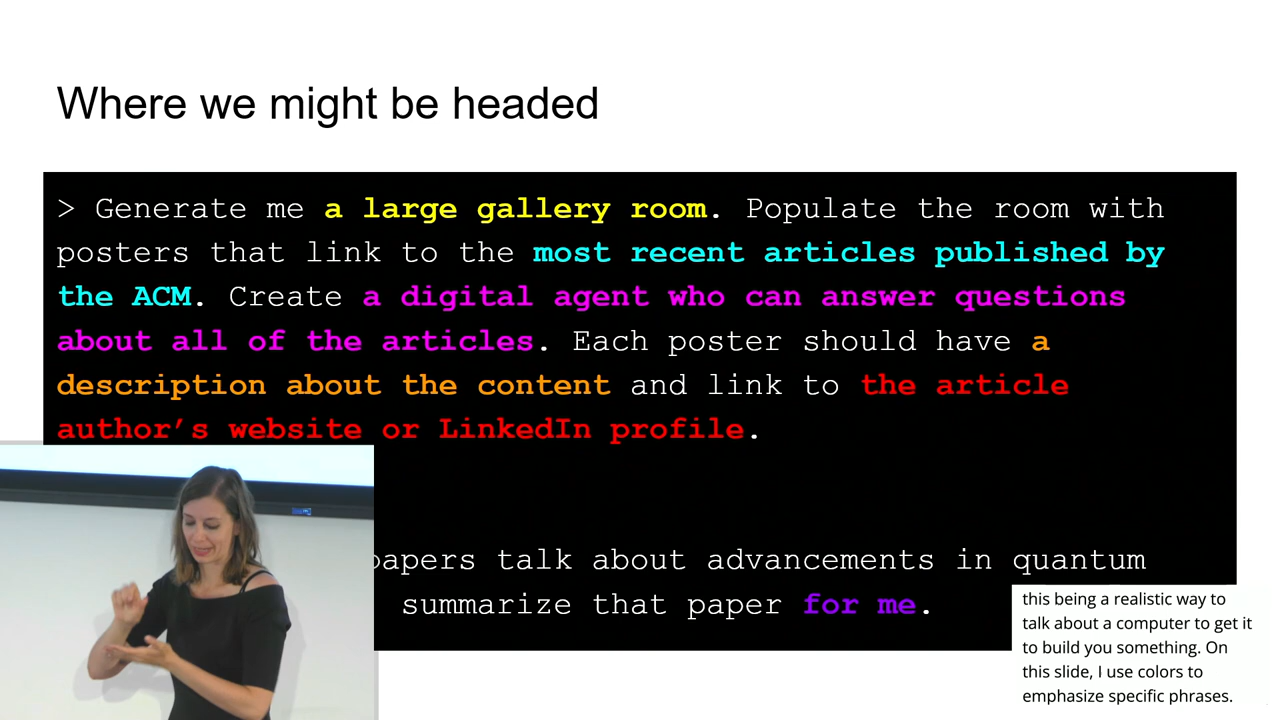 Where we might be headed
> Generate me a large gallery room. Populate the room with
posters that link to the most recent articles published by
the ACM. Create a digital agent who can answer questions
about all of the articles. Each poster should have a
description about the content and link to the article
author’s website or LinkedIn profile.
papers talk about advancements in quantum
summarize that paper for me.
this being a realistic way to
talk about a computer to get it
to build you something. On
this slide, I use colors to
emphasize specific phrases.